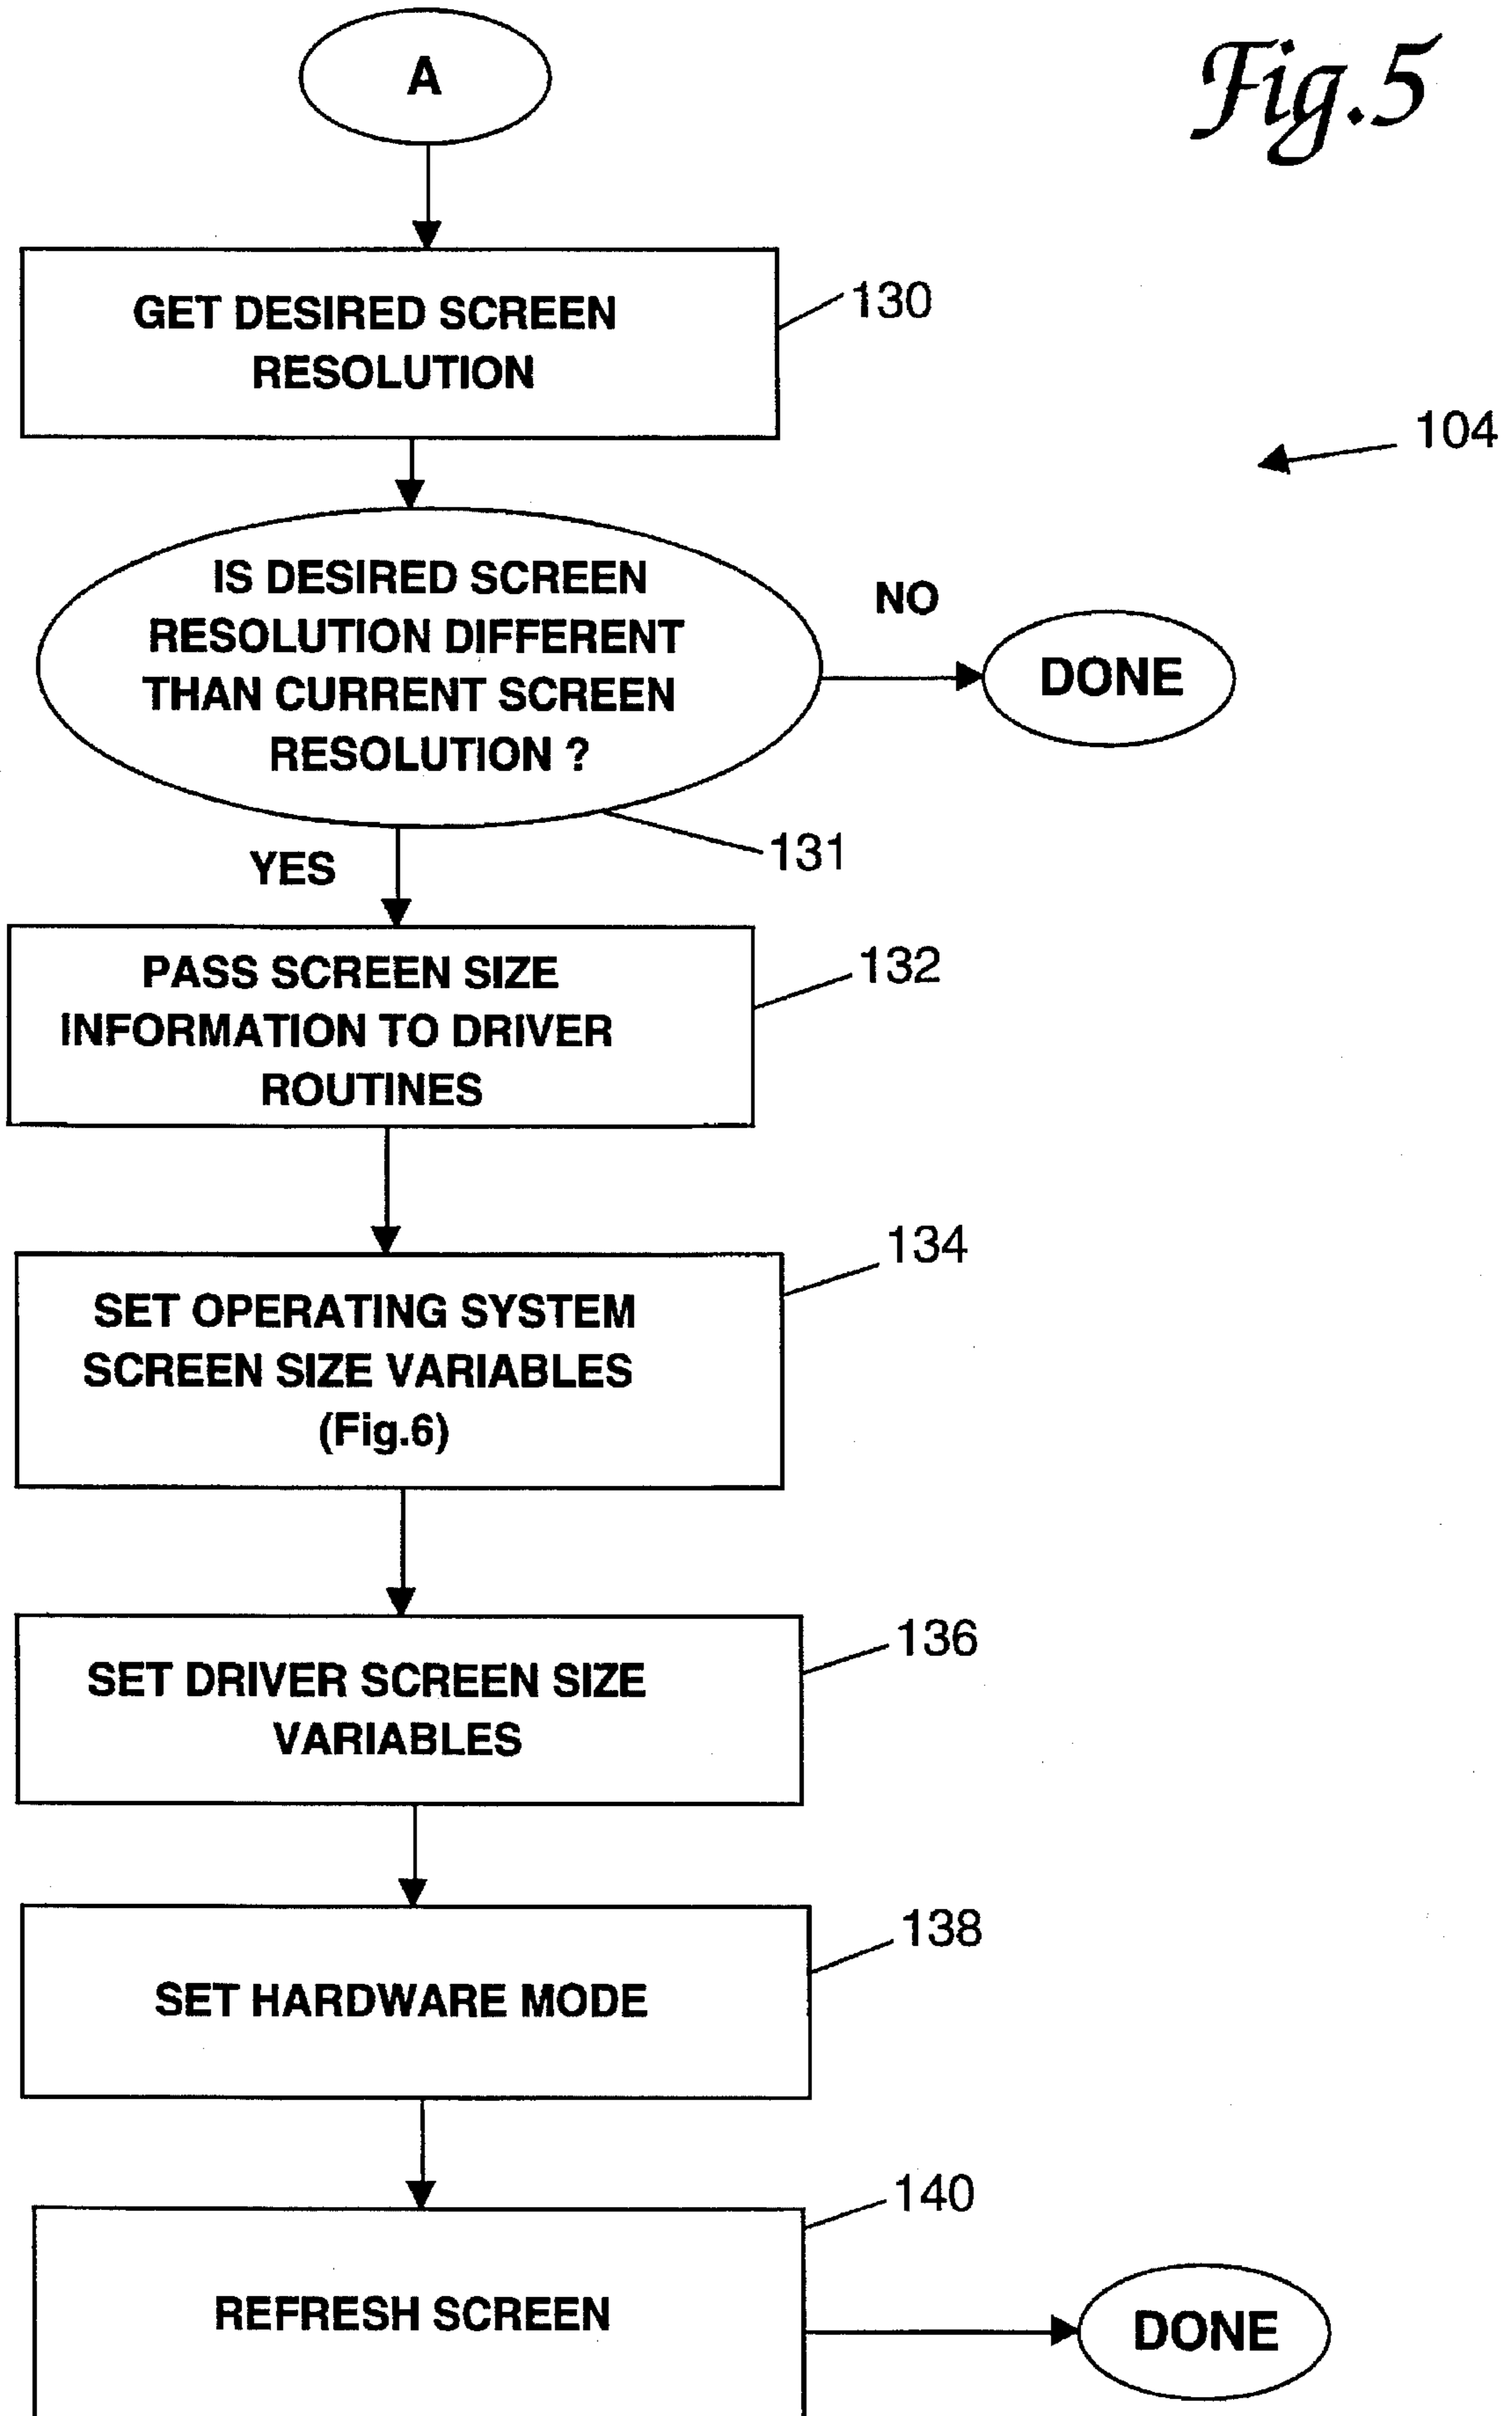 A
Fig.5
GET DESIRED SCREEN
RESOLUTION
130
104
IS DESIRED SCREEN
RESOLUTION DIFFERENT
THAN CURRENT SCREEN
RESOLUTION ?
NO
DONE
131
YES
PASS SCREEN SIZE
INFORMATION TO DRIVER
ROUTINES
132
SET OPERATING SYSTEM
SCREEN SIZE VARIABLES
(Fig.6)
134
SET DRIVER SCREEN SIZE
VARIABLES
136
SET HARDWARE MODE
138
REFRESH SCREEN
140
DONE